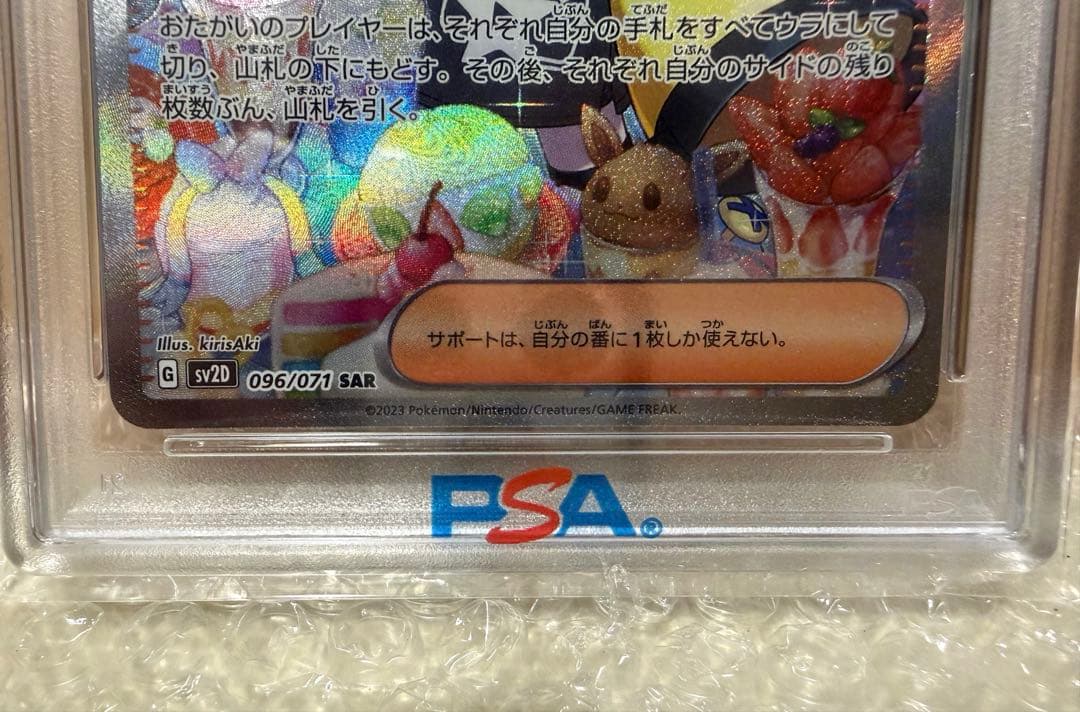 おたがいのプレイヤーは、それぞれ自分の手札をすべてウラにして
切り、山札の下にもどす。その後、それぞれ自分のサイドの残り
枚数ぶん、山札を引く。
サポートは、自分の番に1枚しか使えない。
Illus. kirisAki
G sv2D 096/071 SAR
©2023 Pokémon/Nintendo/Creatures/GAME FREAK.
PSA®